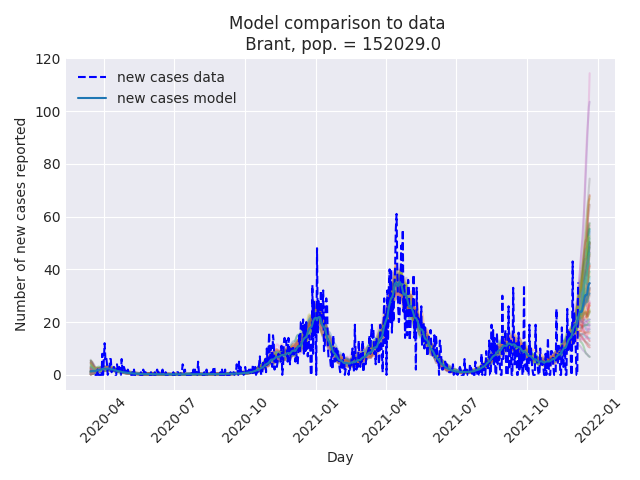 Model comparison to data
Brant, pop. = 152029.0
new cases data
new cases model
Number of new cases reported
120
100
80
60
40
20
0
2020-04
2020-07
2020-10
2021-01
2021-04
2021-07
2021-10
2022-01
Day